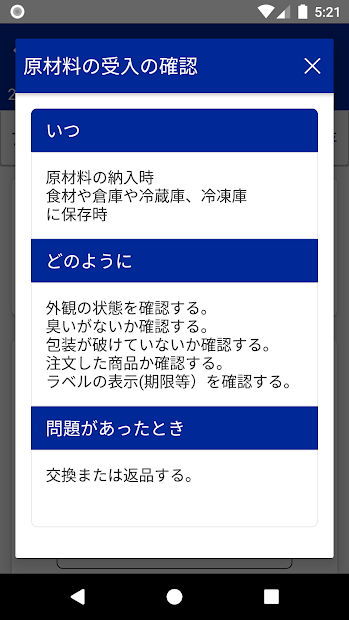 5:21
原材料の受入の確認
いつ
原材料の納入時
食材や倉庫や冷蔵庫、冷凍庫
に保存時
どのように
外観の状態を確認する。
臭いがないか確認する。
包装が破けていないか確認する。
注文した商品か確認する。
ラベルの表示(期限等）を確認する。
問題があったとき
交換または返品する。